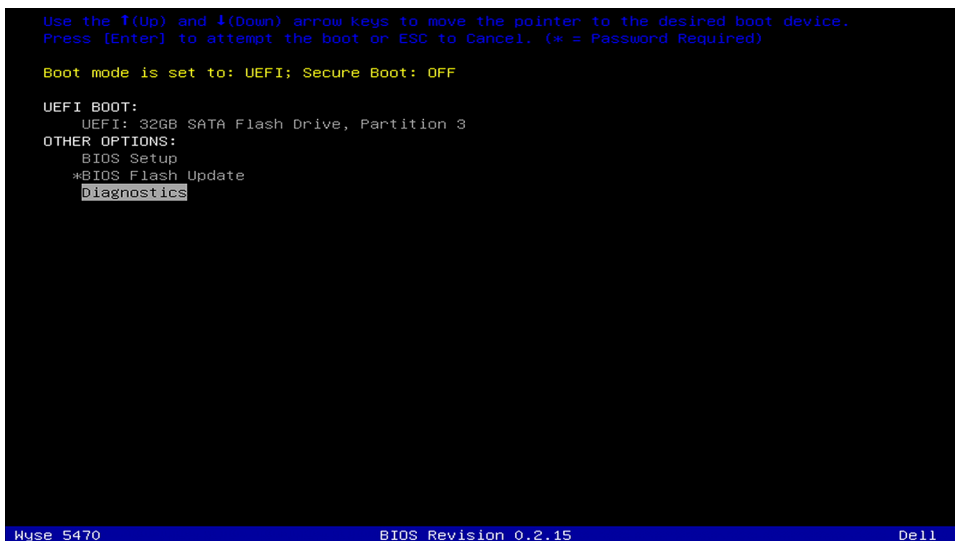 Use the ↑(Up) and ↓(Down) arrow keys to move the pointer to the desired boot device.
Press [Enter] to attempt the boot or ESC to Cancel. (* = Password Required)
Boot mode is set to: UEFI; Secure Boot: OFF
UEFI BOOT:
UEFI: 32GB SATA Flash Drive, Partition 3
OTHER OPTIONS:
BIOS Setup
*BIOS Flash Update
Diagnostics
Wyse 5470 BIOS Revision 0.2.15 Dell